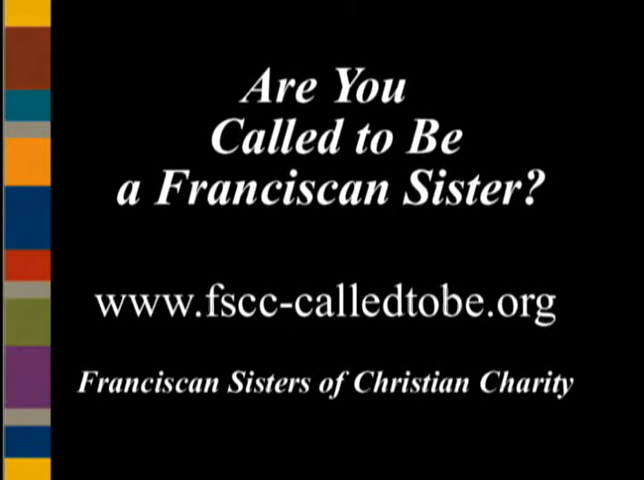 Are You
Called to Be
a Franciscan Sister?
www.fscc-calledtobe.org
Franciscan Sisters of Christian Charity